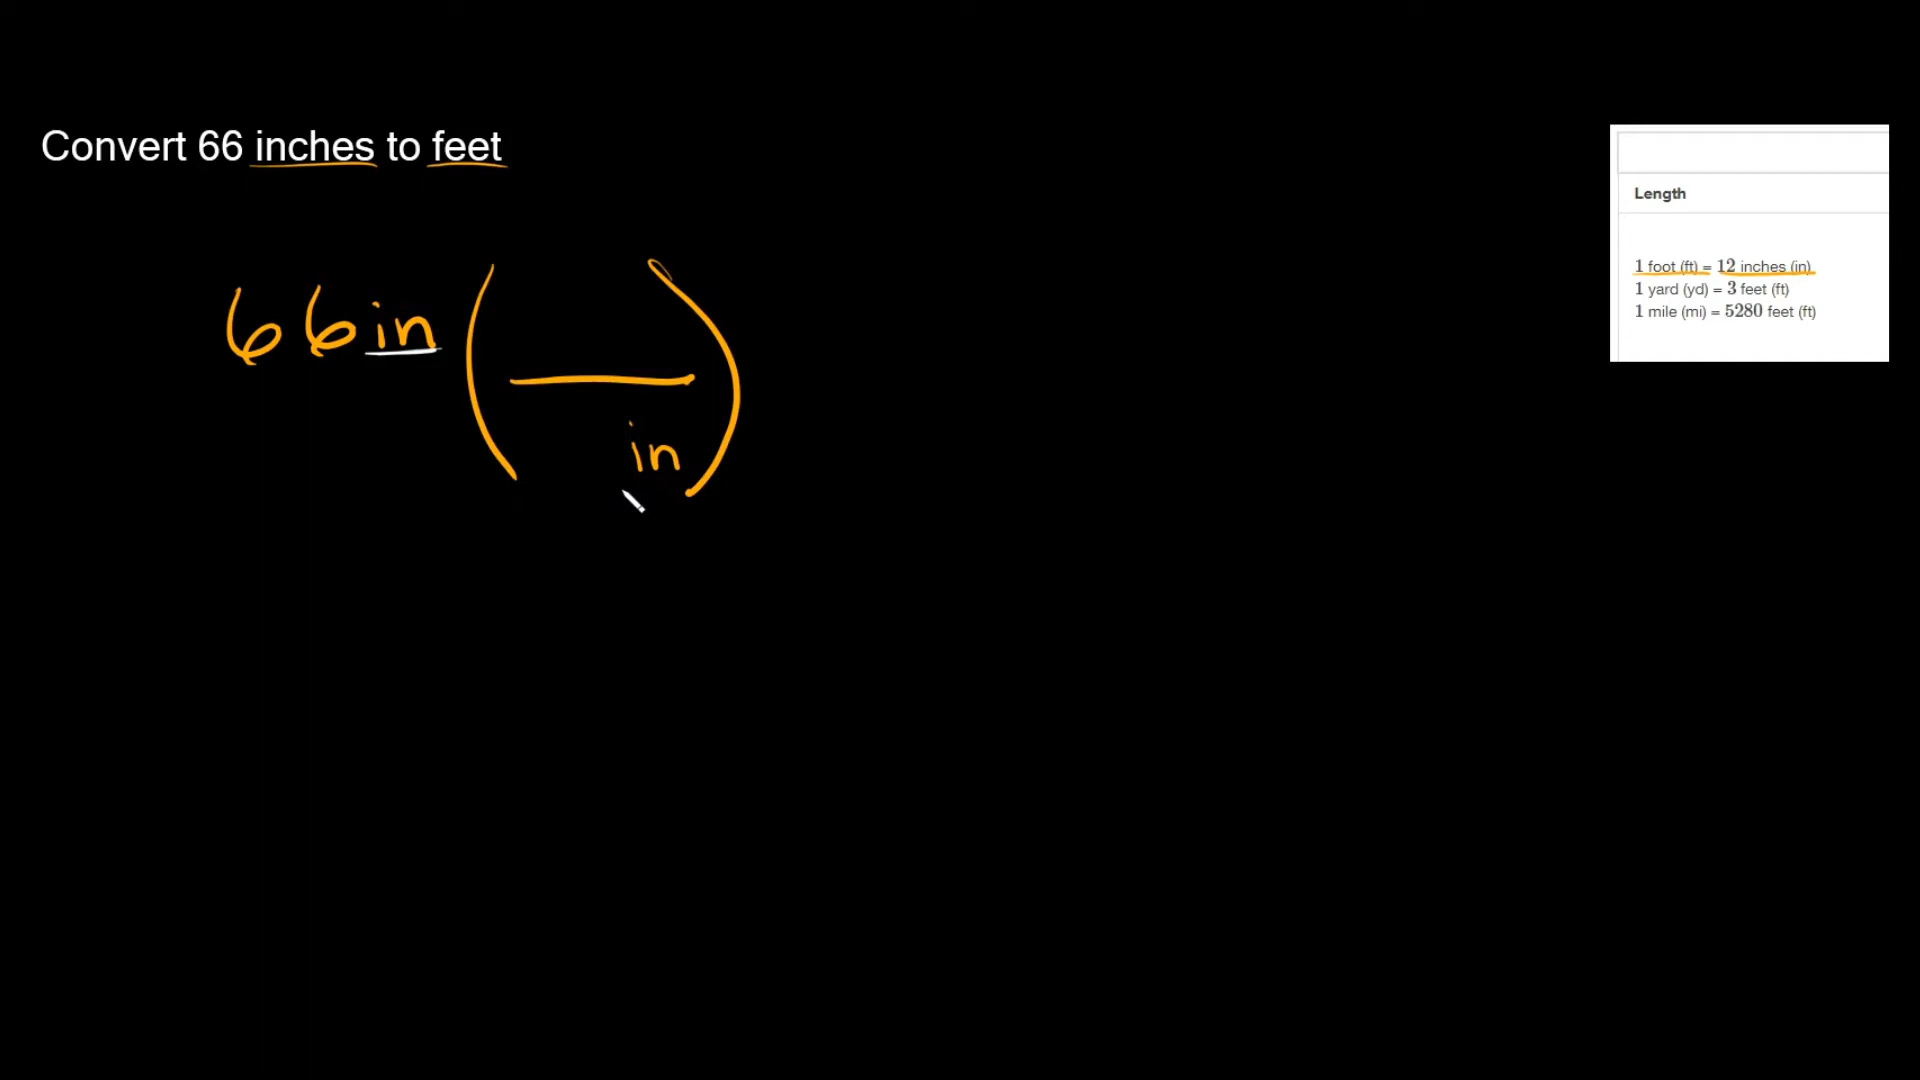 Convert 66 inches to feet
66 in (
in )
Length
1 foot (ft) = 12 inches (in)
1 yard (yd) = 3 feet (ft)
1 mile (mi) = 5280 feet (ft)